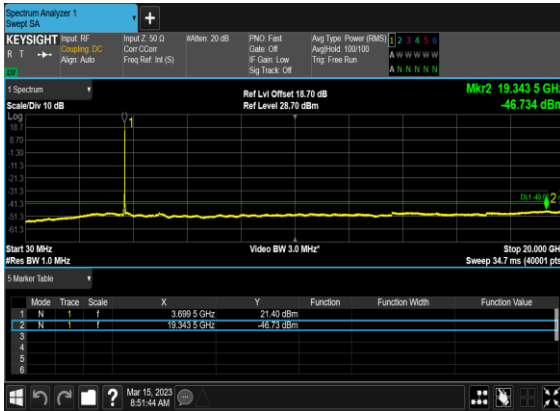 Spectrum Analyzer 1
Swept SA
+
KEYSIGHT
R T
LXI
Input: RF
Coupling: DC
Align: Auto
Input Z: 50 Ω
Corr CCorr
Freq Ref: Int (S)
#Atten: 20 dB
PNO: Fast
Gate: Off
IF Gain: Low
Sig Track: Off
Avg Type: Power (RMS)
Avg|Hold: 100/100
Trig: Free Run
1 2 3 4 5 6
A W W W W W
A N N N N N
1 Spectrum
Scale/Div 10 dB
Ref Lvl Offset 18.70 dB
Ref Level 28.70 dBm
Mkr2 19.343 5 GHz
-46.734 dBm
Log
18.7
8.70
-1.30
-11.3
-21.3
-31.3
-41.3
-51.3
-61.3
1
2
Start 30 MHz
#Res BW 1.0 MHz
Video BW 3.0 MHz*
Stop 20.000 GHz
Sweep 34.7 ms (40001 pts)
5 Marker Table
Mode Trace Scale X Y Function Function Width Function Value
1 N 1 f 3.699 5 GHz 21.40 dBm
2 N 1 f 19.343 5 GHz -46.73 dBm
3
4
5
6
?
Mar 15, 2023
8:51:44 AM